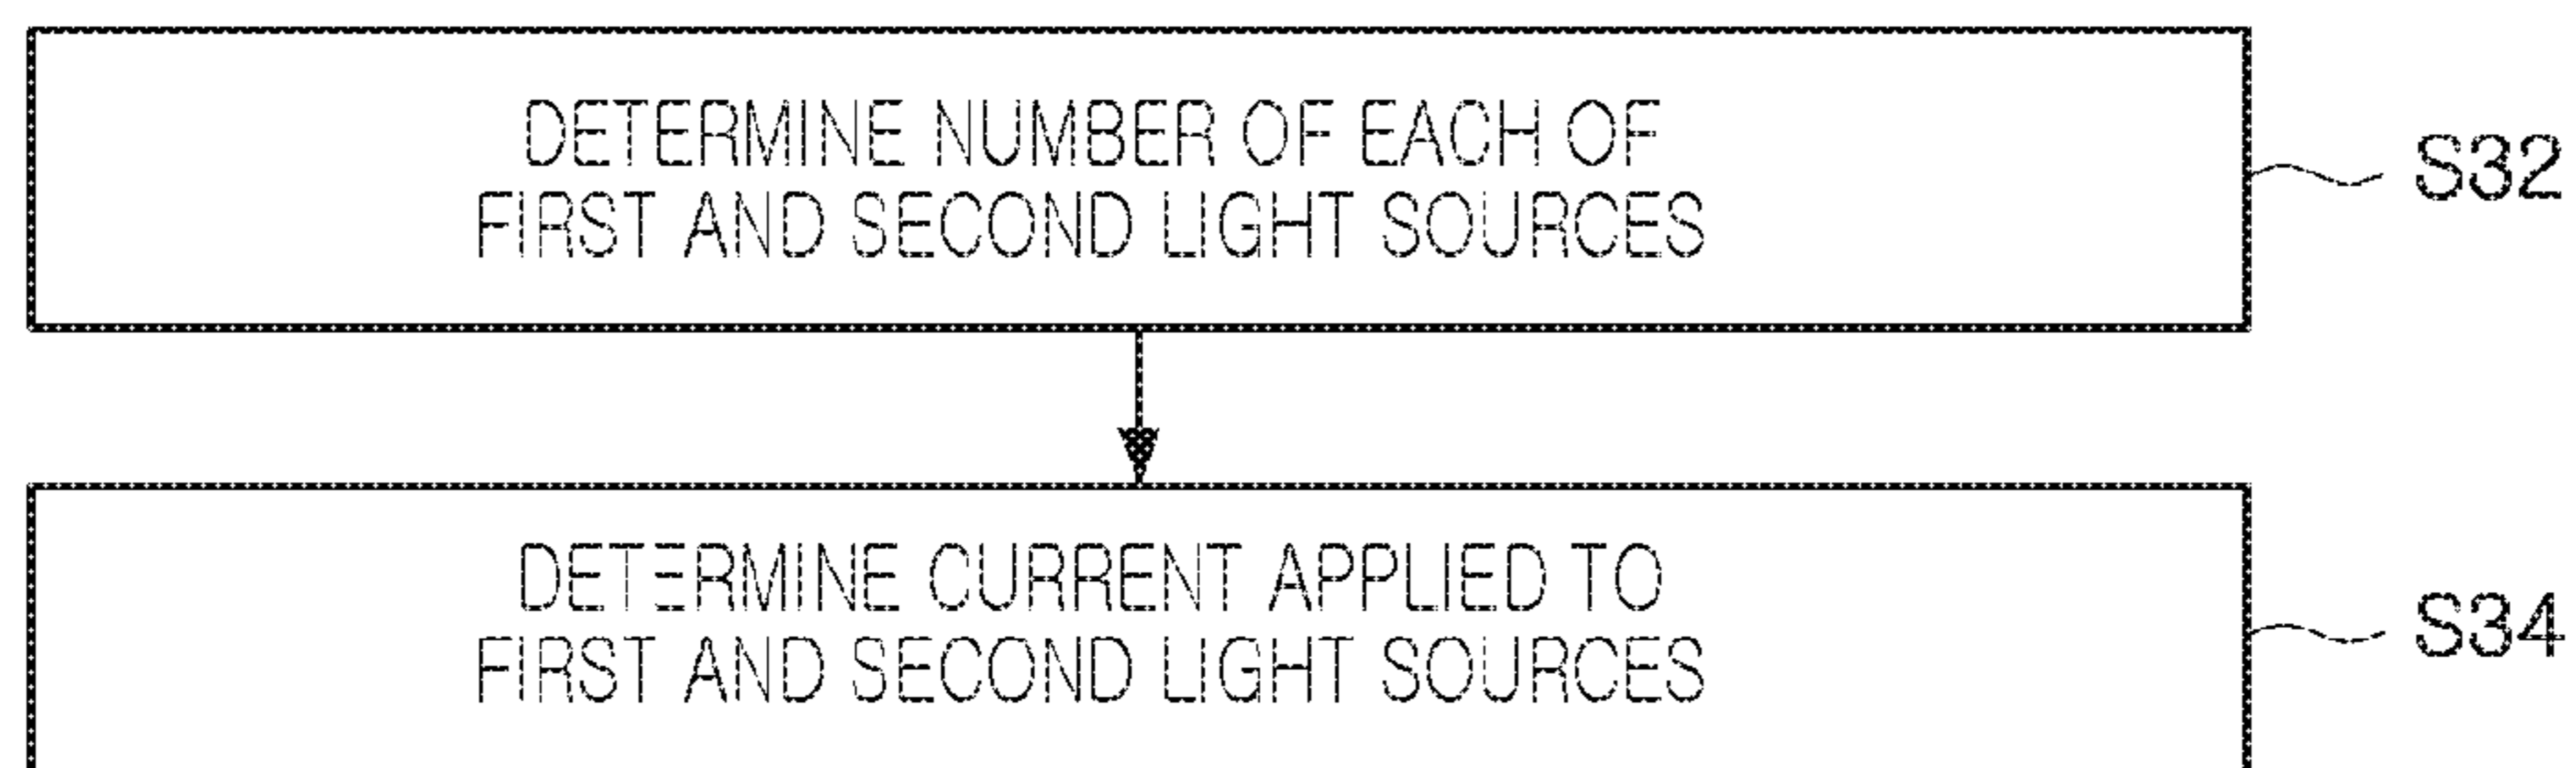 DETERMINE NUMBER OF EACH OF
FIRST AND SECOND LIGHT SOURCES
S32
DETERMINE CURRENT APPLIED TO
FIRST AND SECOND LIGHT SOURCES
S34